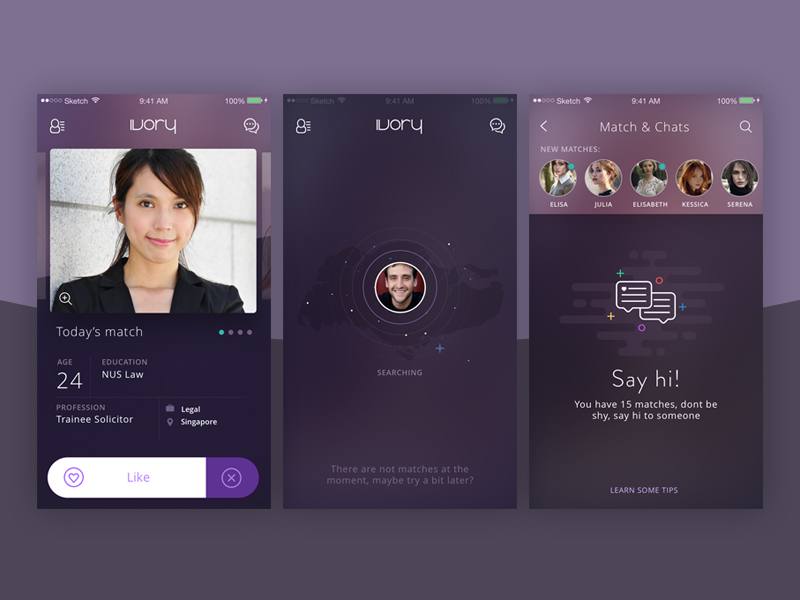 Sketch 9:41 AM 100%
ivory
Today's match
AGE
24
EDUCATION
NUS Law
PROFESSION
Trainee Solicitor
Legal
Singapore
Like
Sketch 9:41 AM 100%
ivory
SEARCHING
There are not matches at the
moment, maybe try a bit later?
Sketch 9:41 AM 100%
Match & Chats
NEW MATCHES:
ELISA JULIA ELISABETH KESSICA SERENA
Say hi!
You have 15 matches, dont be
shy, say hi to someone
LEARN SOME TIPS